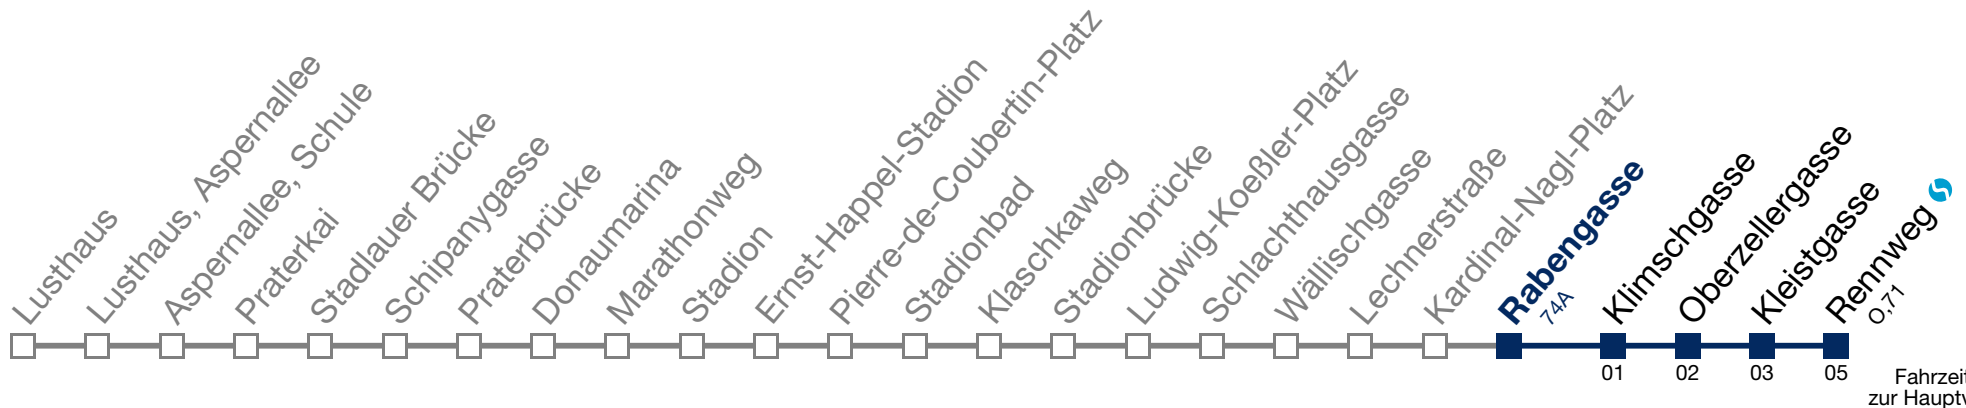 Lusthaus
Lusthaus, Aspernallee
Aspernallee, Schule
Praterkai
Stadlauer Brücke
Schipanygasse
Praterbrücke
Donaumarina
Marathonweg
Stadion
Ernst-Happel-Stadion
Pierre-de-Coubertin-Platz
Stadionbad
Klaschkaweg
Stadionbrücke
Ludwig-Koeßler-Platz
Schlachthausgasse
Wällischgasse
Lechnerstraße
Kardinal-Nagl-Platz
Rabengasse
74A
Klimschgasse
Oberzellergasse
Kleistgasse
Rennweg
O,71
01
02
03
05
Fahrzeit
zur